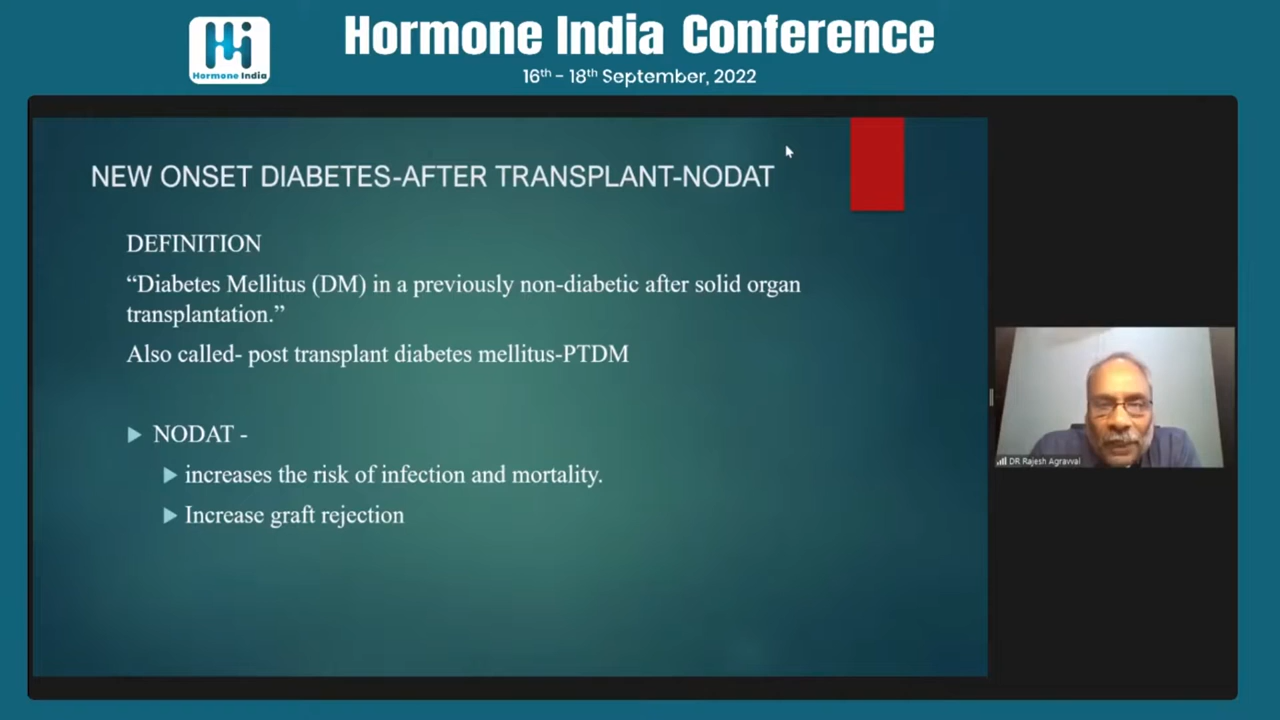 Hormone India Conference
Hormone India
16th - 18th September, 2022
NEW ONSET DIABETES-AFTER TRANSPLANT-NODAT
DEFINITION
“Diabetes Mellitus (DM) in a previously non-diabetic after solid organ
transplantation.”
Also called- post transplant diabetes mellitus-PTDM
NODAT -
increases the risk of infection and mortality.
Increase graft rejection
DR Rajesh Agrawal